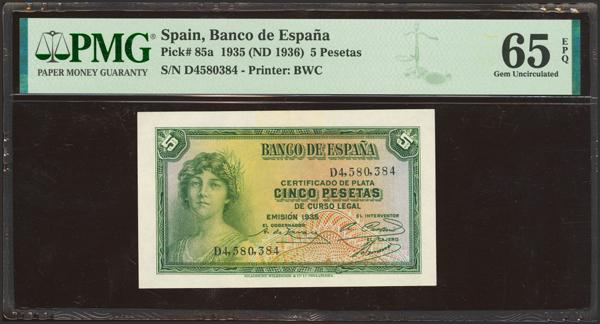 PMG®
PAPER MONEY GUARANTY
Spain, Banco de España
Pick# 85a 1935 (ND 1936) 5 Pesetas
S/N D4580384 - Printer: BWC
65 EPQ
Gem Uncirculated
5 5
BANCO DE ESPAÑA
D4,580,384
CERTIFICADO DE PLATA
CINCO PESETAS
DE CURSO LEGAL
EMISIÓN 1935
EL GOBERNADOR
EL INTERVENTOR
EL CAJERO
D4,580,384